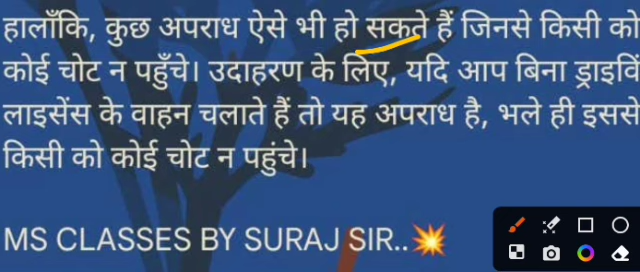 हालाँकि, कुछ अपराध ऐसे भी हो सकते हैं जिनसे किसी को
कोई चोट न पहुँचे। उदाहरण के लिए, यदि आप बिना ड्राइवि
लाइसेंस के वाहन चलाते हैं तो यह अपराध है, भले ही इससे
किसी को कोई चोट न पहुंचे।
MS CLASSES BY SURAJ SIR..💥